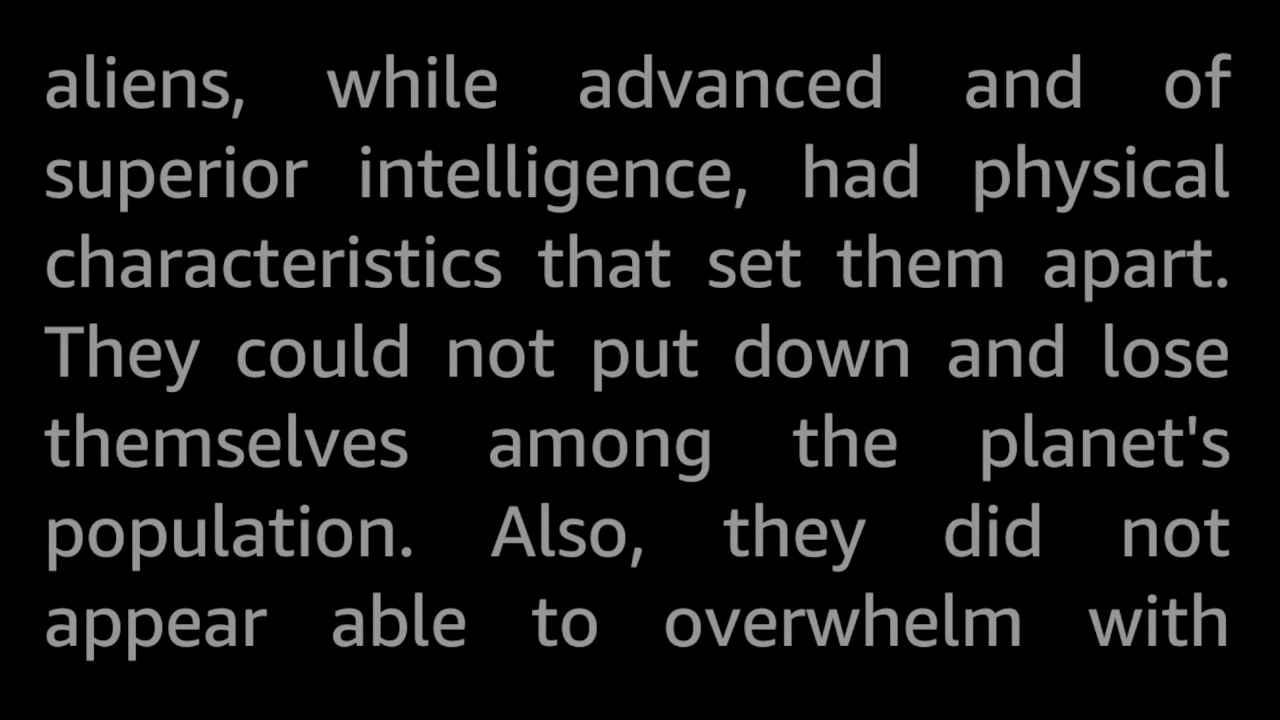 aliens, while advanced and of
superior intelligence, had physical
characteristics that set them apart.
They could not put down and lose
themselves among the planet's
population. Also, they did not
appear able to overwhelm with